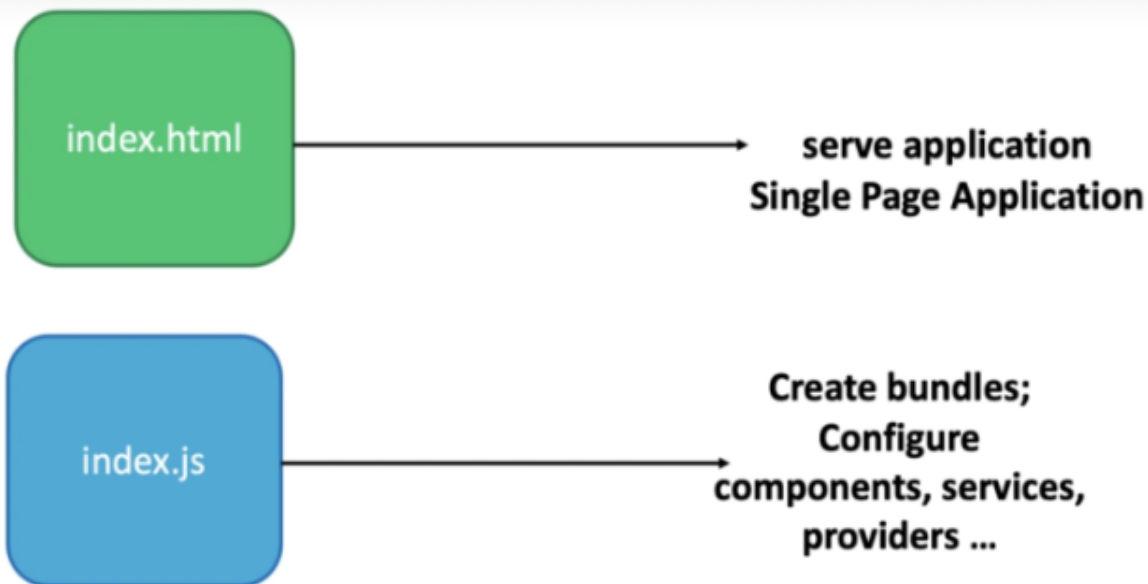 index.html
serve application
Single Page Application
index.js
Create bundles;
Configure
components, services,
providers ...